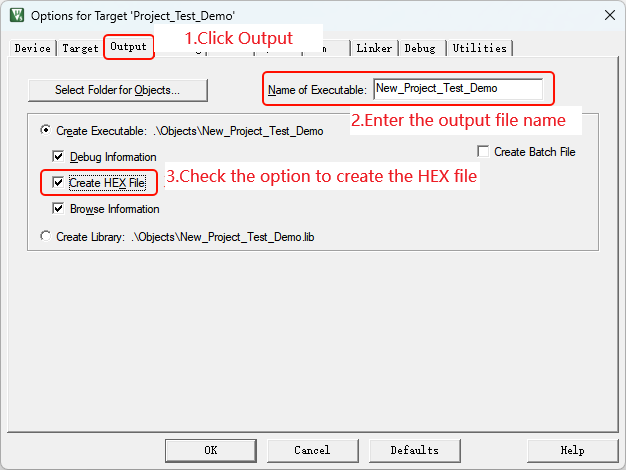 Options for Target 'Project_Test_Demo'
1.Click Output
Device Target Output Linker Debug Utilities
Select Folder for Objects... Name of Executable: New_Project_Test_Demo
2.Enter the output file name
Create Executable: .\Objects\New_Project_Test_Demo
Debug Information Create Batch File
Create HEX File 3.Check the option to create the HEX file
Browse Information
Create Library: .\Objects\New_Project_Test_Demo.lib
OK Cancel Defaults Help